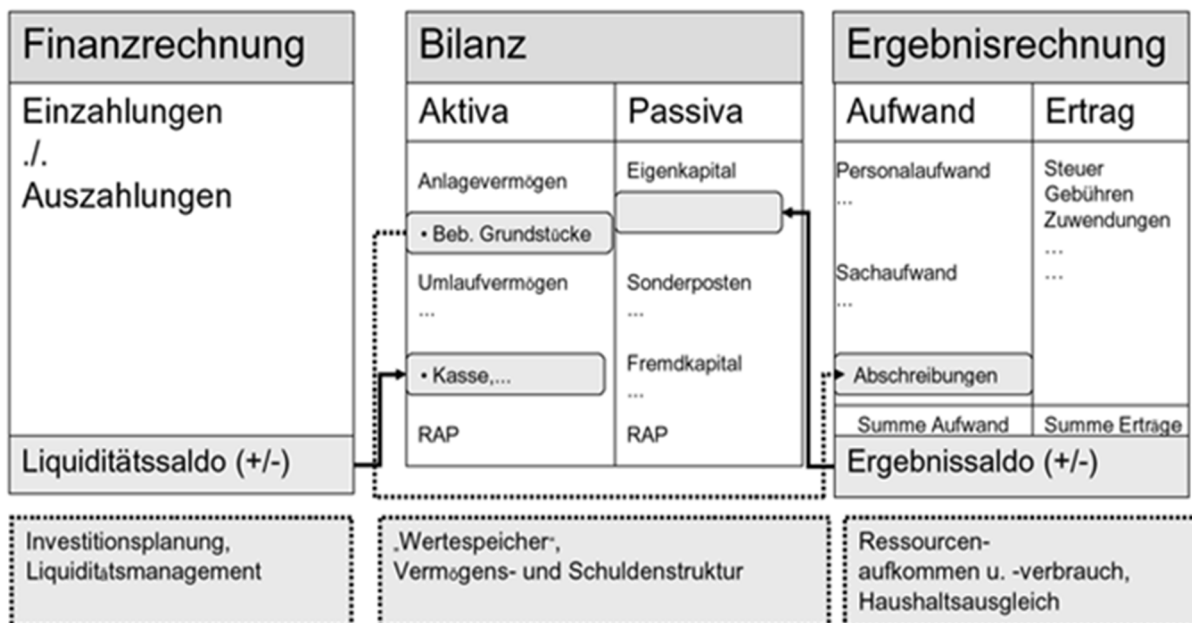 Finanzrechnung
Einzahlungen
./.
Auszahlungen
Liquiditätssaldo (+/-)
Investitionsplanung,
Liquiditätsmanagement
Bilanz
Aktiva
Anlagevermögen
• Beb. Grundstücke
Umlaufvermögen
...
• Kasse,...
RAP
Passiva
Eigenkapital
Sonderposten
...
Fremdkapital
...
RAP
„Wertespeicher“,
Vermögens- und Schuldenstruktur
Ergebnisrechnung
Aufwand
Personalaufwand
...
Sachaufwand
...
Abschreibungen
Summe Aufwand
Ertrag
Steuer
Gebühren
Zuwendungen
...
...
Summe Erträge
Ergebnissaldo (+/-)
Ressourcen-
aufkommen u. -verbrauch,
Haushaltsausgleich